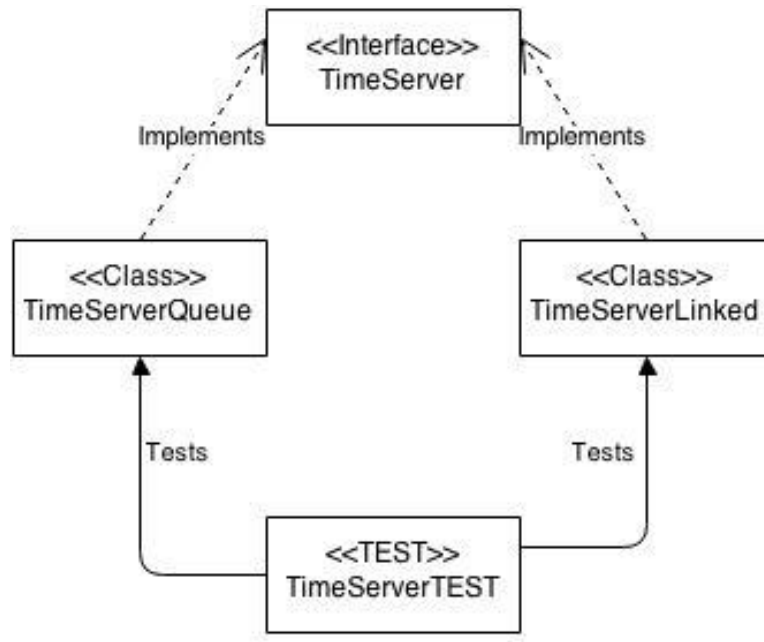 <<Interface>>
TimeServer
Implements
Implements
<<Class>>
TimeServerQueue
<<Class>>
TimeServerLinked
Tests
Tests
<<TEST>>
TimeServerTEST